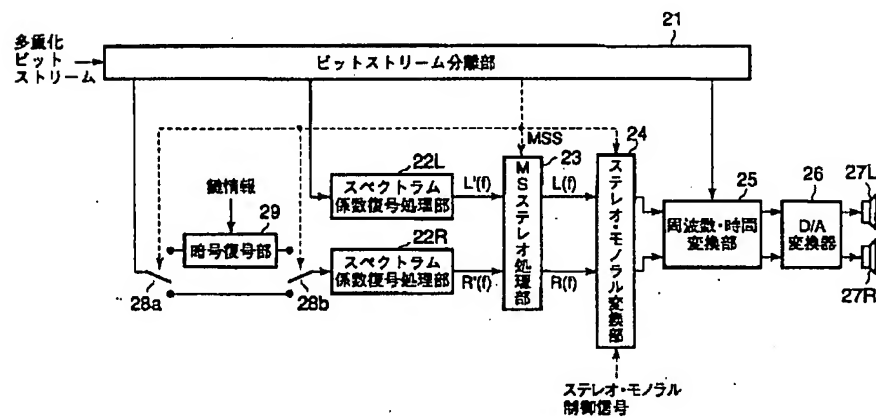 21
多重化
ビット
ストリーム
ビットストリーム分離部
MSS
24
22L
23
スペクトラム
係数復号処理部
L'(f)
MSステレオ処理部
L(f)
ステレオ・モノラル変換部
25
26
27L
鍵情報
29
暗号復号部
22R
スペクトラム
係数復号処理部
R'(f)
R(f)
周波数・時間
変換部
D/A
変換器
27R
28a
28b
ステレオ・モノラル
制御信号